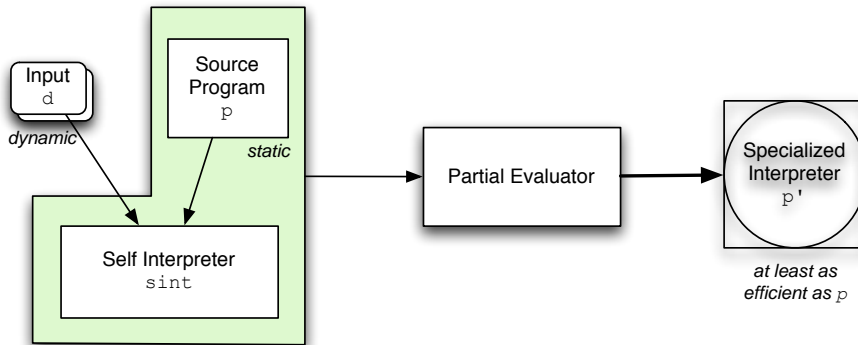 Input
d
dynamic
Source
Program
p
static
Self Interpreter
sint
Partial Evaluator
Specialized
Interpreter
p'
at least as
efficient as p